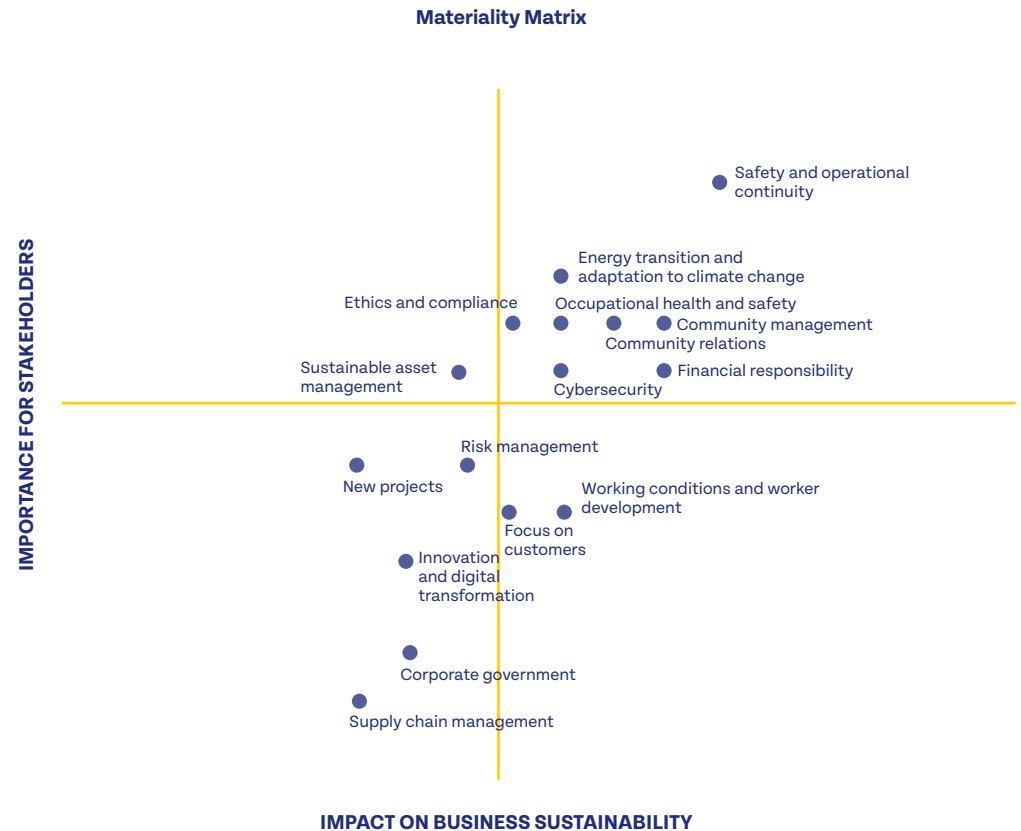 Materiality Matrix
Safety and operational
continuity
Energy transition and
adaptation to climate change
Ethics and compliance
Occupational health and safety
Community management
Community relations
Sustainable asset
management
Financial responsibility
Cybersecurity
IMPORTANCE FOR STAKEHOLDERS
Risk management
New projects
Working conditions and worker
development
Focus on
customers
Innovation
and digital
transformation
Corporate government
Supply chain management
IMPACT ON BUSINESS SUSTAINABILITY